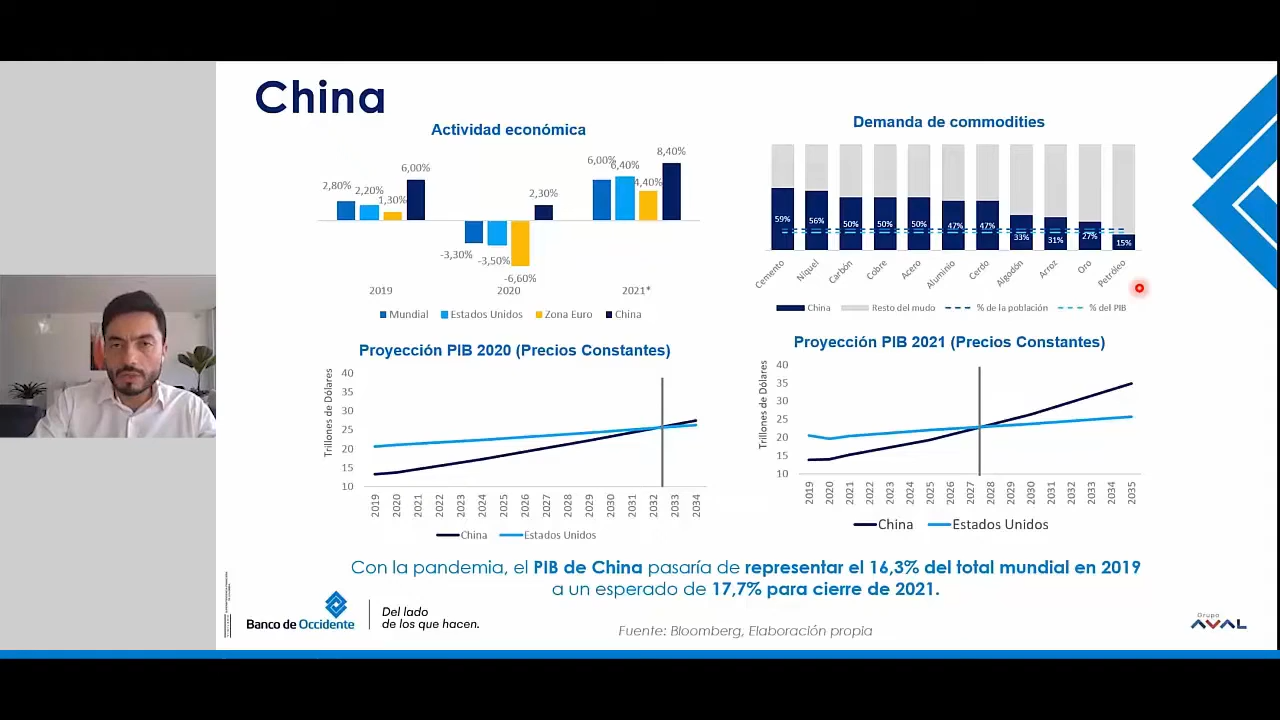 China
Actividad económica
6,00%
2,80%
2,20%
1,30%
2,30%
-3,30%
-3,50%
-6,60%
6,00%
6,40%
4,40%
8,40%
2019
2020
2021*
Mundial
Estados Unidos
Zona Euro
China
Demanda de commodities
59%
56%
50%
50%
50%
47%
47%
33%
31%
27%
15%
Cemento
Níquel
Carbón
Cobre
Acero
Aluminio
Cerdo
Algodón
Arroz
Oro
Petróleo
China
Resto del mudo
% de la población
% del PIB
Proyección PIB 2020 (Precios Constantes)
Trillones de Dólares
40
35
30
25
20
15
10
2019
2020
2021
2022
2023
2024
2025
2026
2027
2028
2029
2030
2031
2032
2033
2034
China
Estados Unidos
Proyección PIB 2021 (Precios Constantes)
Trillones de Dólares
40
35
30
25
20
15
10
2019
2020
2021
2022
2023
2024
2025
2026
2027
2028
2029
2030
2031
2032
2033
2034
2035
China
Estados Unidos
Con la pandemia, el PIB de China pasaría de representar el 16,3% del total mundial en 2019
a un esperado de 17,7% para cierre de 2021.
Banco de Occidente
Del lado
de los que hacen.
Fuente: Bloomberg, Elaboración propia
Grupo
AVAL